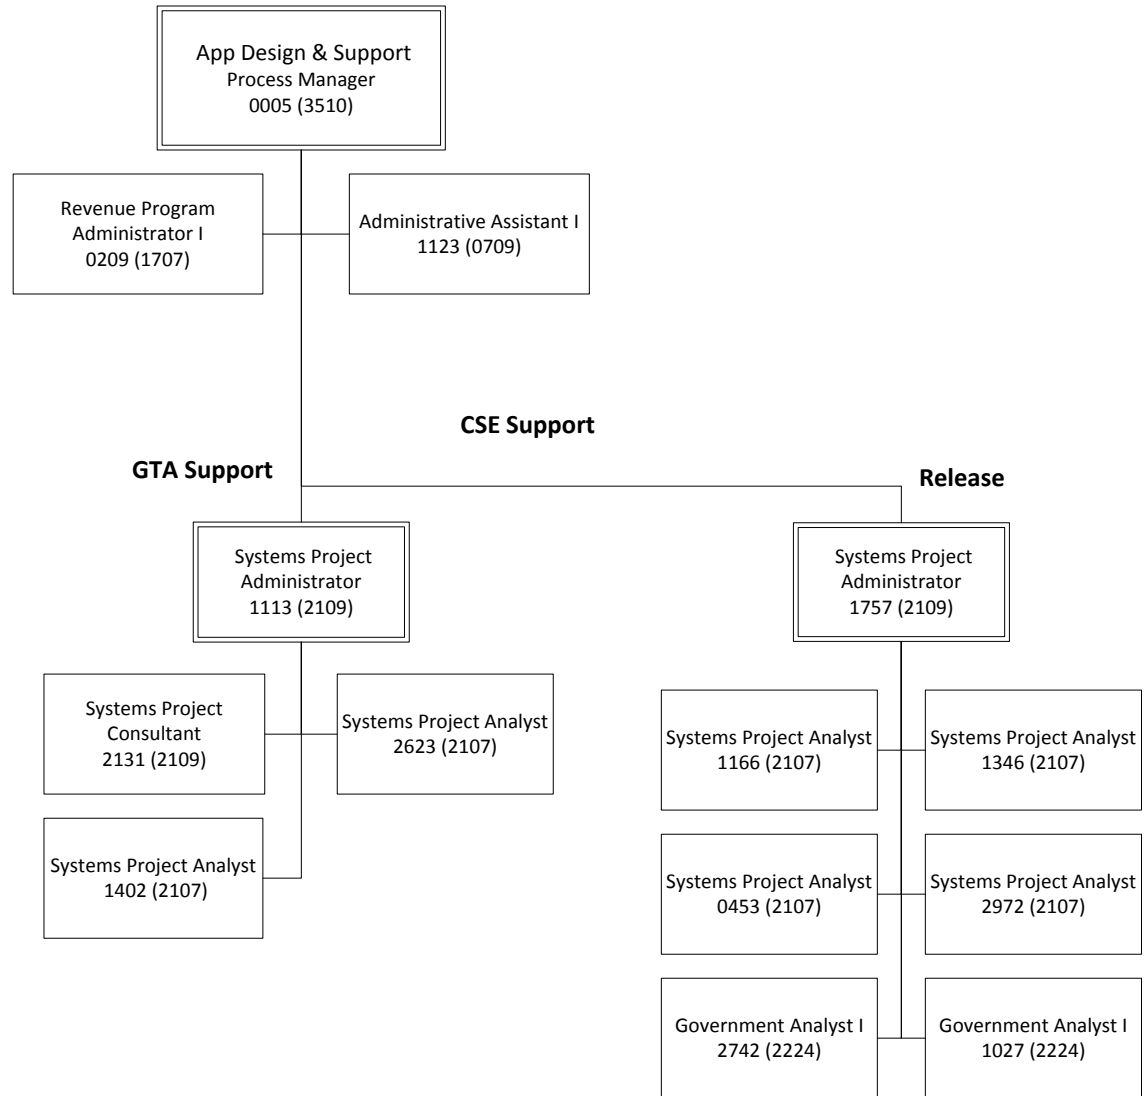 App Design & Support
Process Manager
0005 (3510)
Revenue Program
Administrator I
0209 (1707)
Administrative Assistant I
1123 (0709)
CSE Support
GTA Support
Release
Systems Project
Administrator
1113 (2109)
Systems Project
Administrator
1757 (2109)
Systems Project
Consultant
2131 (2109)
Systems Project Analyst
2623 (2107)
Systems Project Analyst
1402 (2107)
Systems Project Analyst
1166 (2107)
Systems Project Analyst
1346 (2107)
Systems Project Analyst
0453 (2107)
Systems Project Analyst
2972 (2107)
Government Analyst I
2742 (2224)
Government Analyst I
1027 (2224)